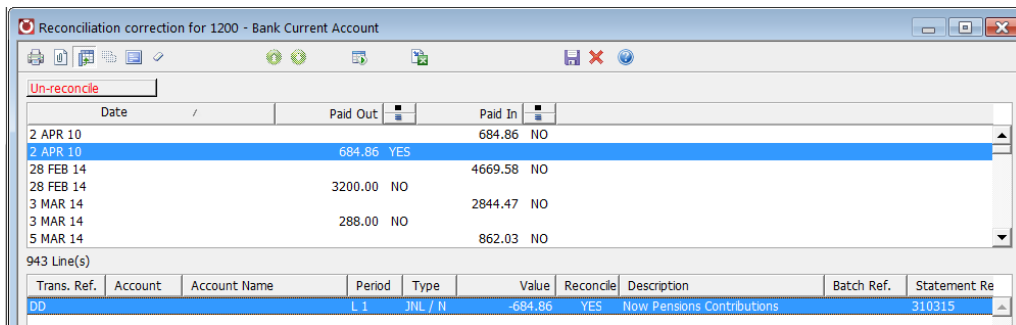 Reconciliation correction for 1200 - Bank Current Account
Un-reconcile
Date / Paid Out Paid In
2 APR 10 684.86 NO
2 APR 10 684.86 YES
28 FEB 14 4669.58 NO
28 FEB 14 3200.00 NO
3 MAR 14 2844.47 NO
3 MAR 14 288.00 NO
5 MAR 14 862.03 NO
943 Line(s)
Trans. Ref. Account Account Name Period Type Value Reconcile Description Batch Ref. Statement Re
DD L 1 JNL / N -684.86 YES Now Pensions Contributions 310315